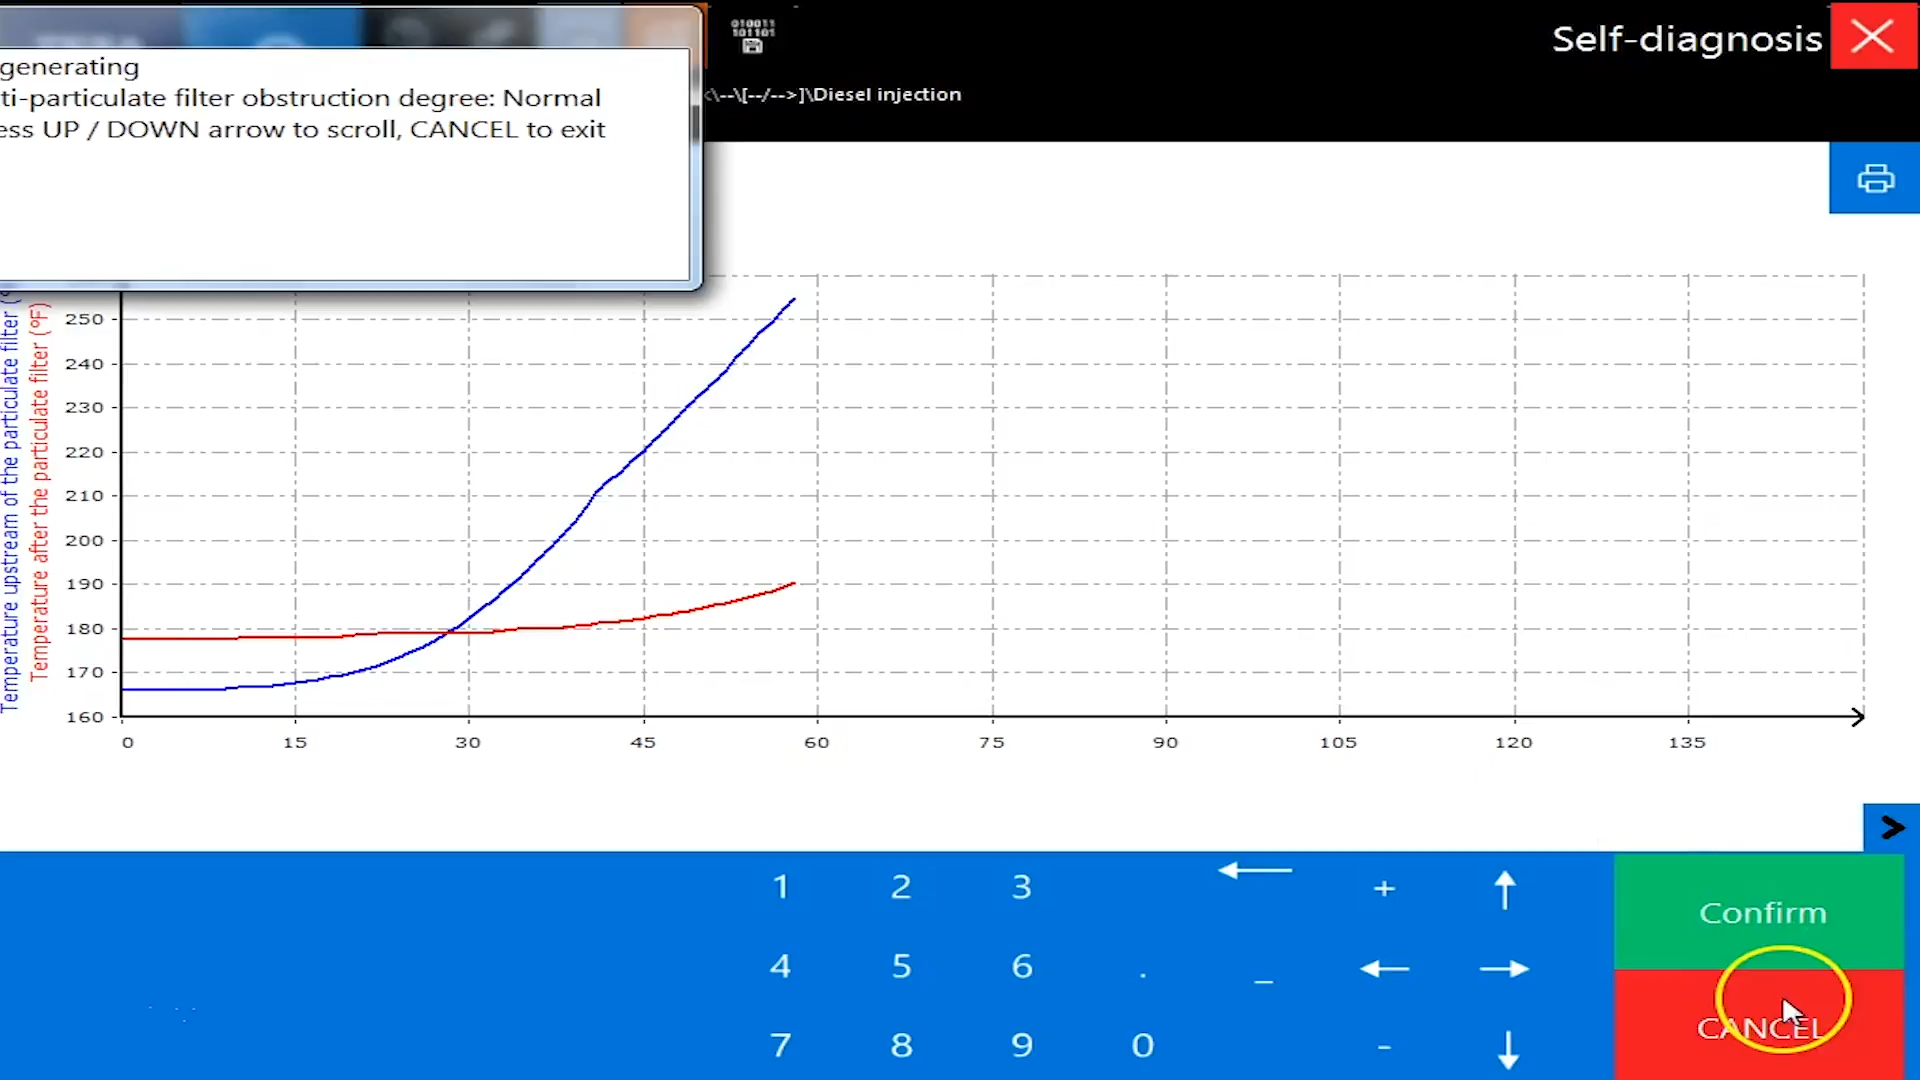 010011
101101
Self-diagnosis
generating
ti-particulate filter obstruction degree: Normal
<\--\[--/-->]\Diesel injection
ess UP / DOWN arrow to scroll, CANCEL to exit
Temperature upstream of the particulate filter (
Temperature after the particulate filter (°F)
250
240
230
220
210
200
190
180
170
160
0 15 30 45 60 75 90 105 120 135
>
1 2 3 +
Confirm
4 5 6 . _
CANCEL
7 8 9 0 -